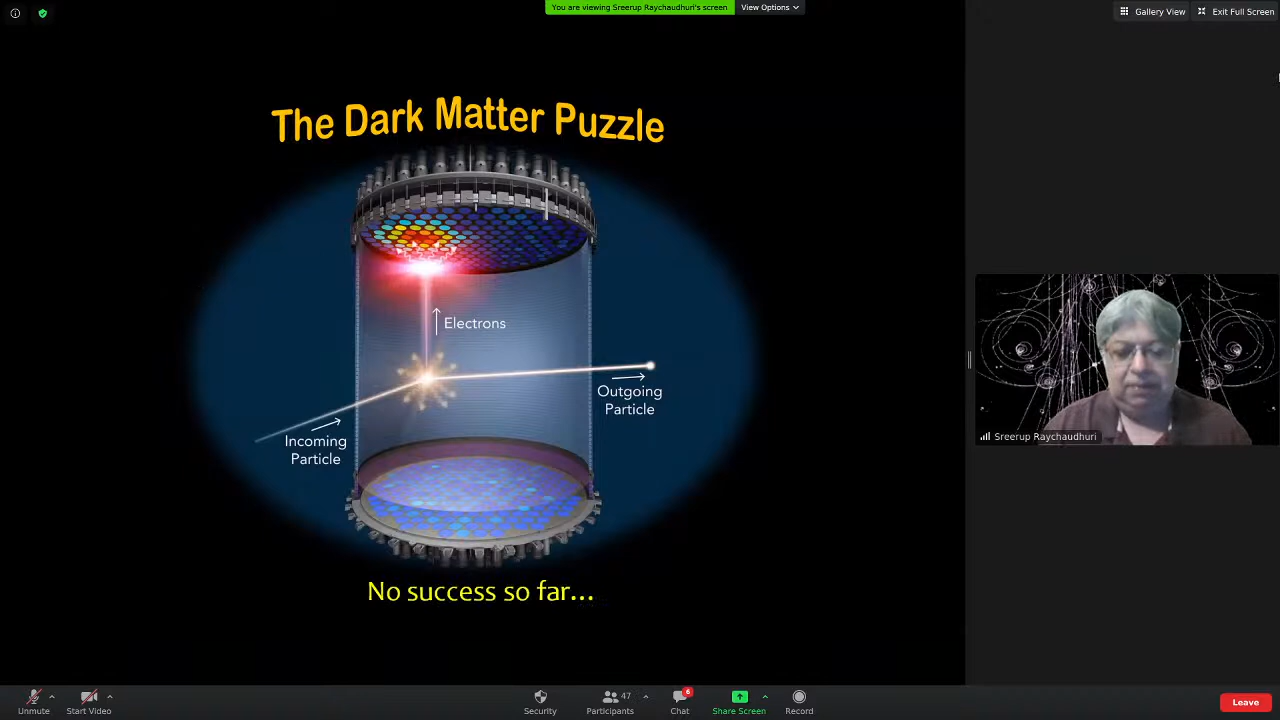 You are viewing Sreerup Raychaudhuri's screen
View Options
Gallery View
Exit Full Screen
The Dark Matter Puzzle
Electrons
Outgoing
Particle
Incoming
Particle
No success so far...
Sreerup Raychaudhuri
Unmute
Start Video
Security
47
Participants
6
Chat
Share Screen
Record
Leave